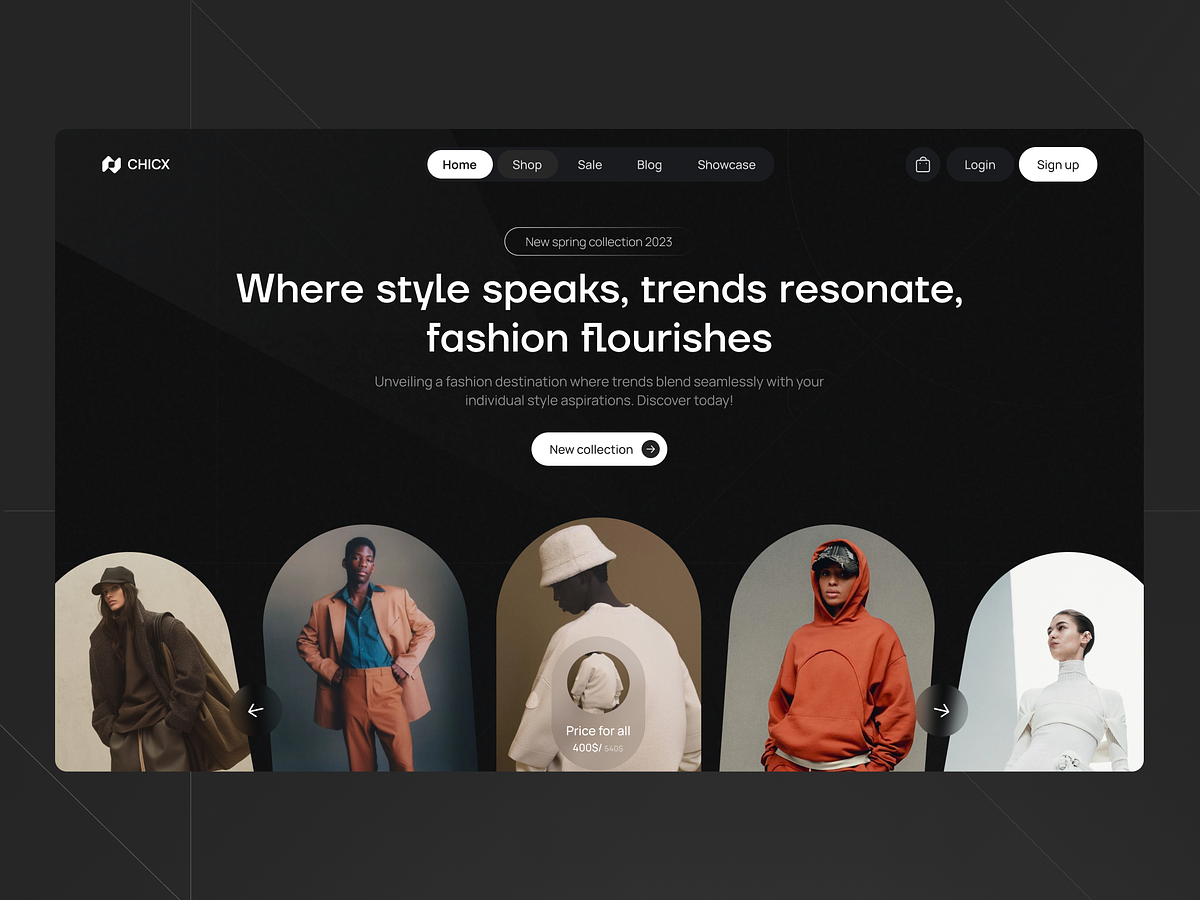 CHICX
Home Shop Sale Blog Showcase
Login Sign up
New spring collection 2023
Where style speaks, trends resonate,
fashion flourishes
Unveiling a fashion destination where trends blend seamlessly with your
individual style aspirations. Discover today!
New collection
Price for all
400$/ 540$